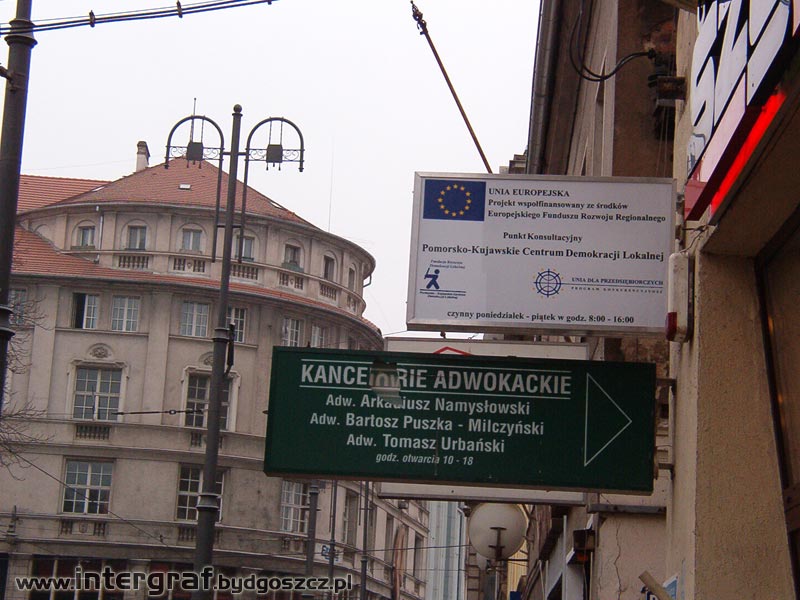 UNIA EUROPEJSKA
Projekt współfinansowany ze środków
Europejskiego Funduszu Rozwoju Regionalnego
Punkt Konsultacyjny
Pomorsko-Kujawskie Centrum Demokracji Lokalnej
UNIA DLA PRZEDSIĘBIORCZYCH
PROGRAM KONKURENCYJNOŚĆ
czynny poniedziałek - piątek w godz. 8:00 - 16:00
KANCELARIE ADWOKACKIE
Adw. Arkadiusz Namysłowski
Adw. Bartosz Puszka - Milczyński
Adw. Tomasz Urbański
godz. otwarcia 10 - 18
www.intergraf.bydgoszcz.pl